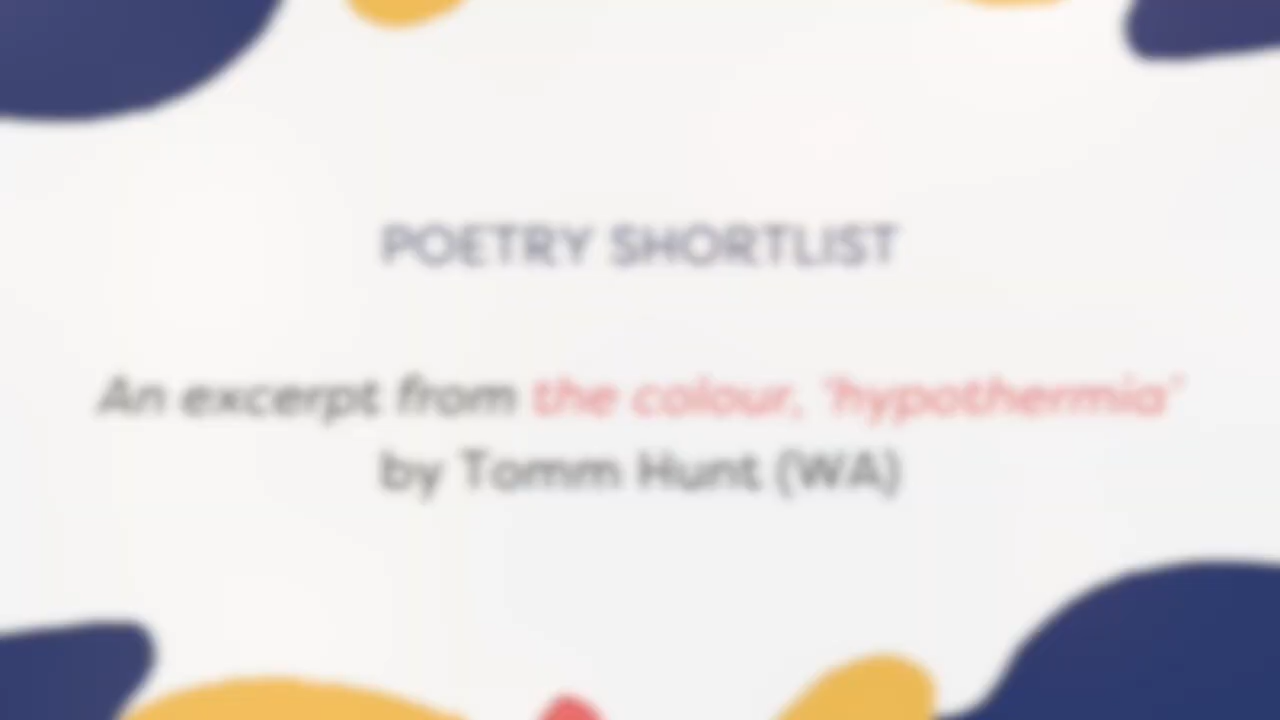 POETRY SHORTLIST
An excerpt from the colour, 'hypothermia'
by Tomm Hunt (WA)